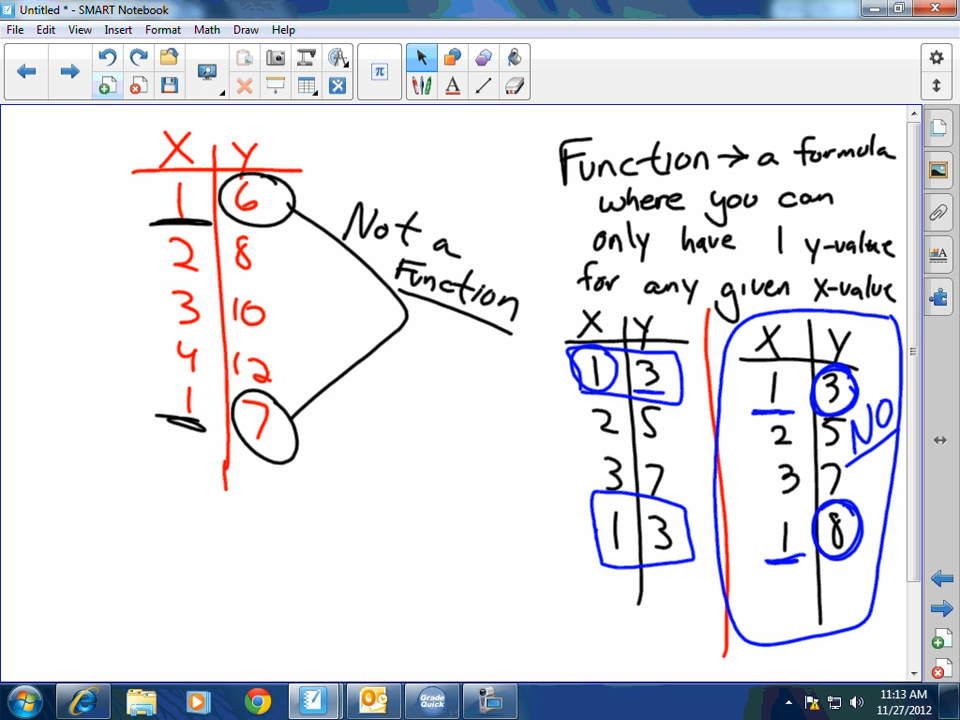 Untitled * - SMART Notebook
File Edit View Insert Format Math Draw Help
π
A
X Y
1 6
2 8
3 10
4 12
1 7
Not a
Function
Function → a formula
where you can
only have 1 y-value
for any given x-value
X Y
1 3
2 5
3 7
1 3
X Y
1 3
2 5
3 7
1 8
NO
Grade
Quick
11:13 AM
11/27/2012